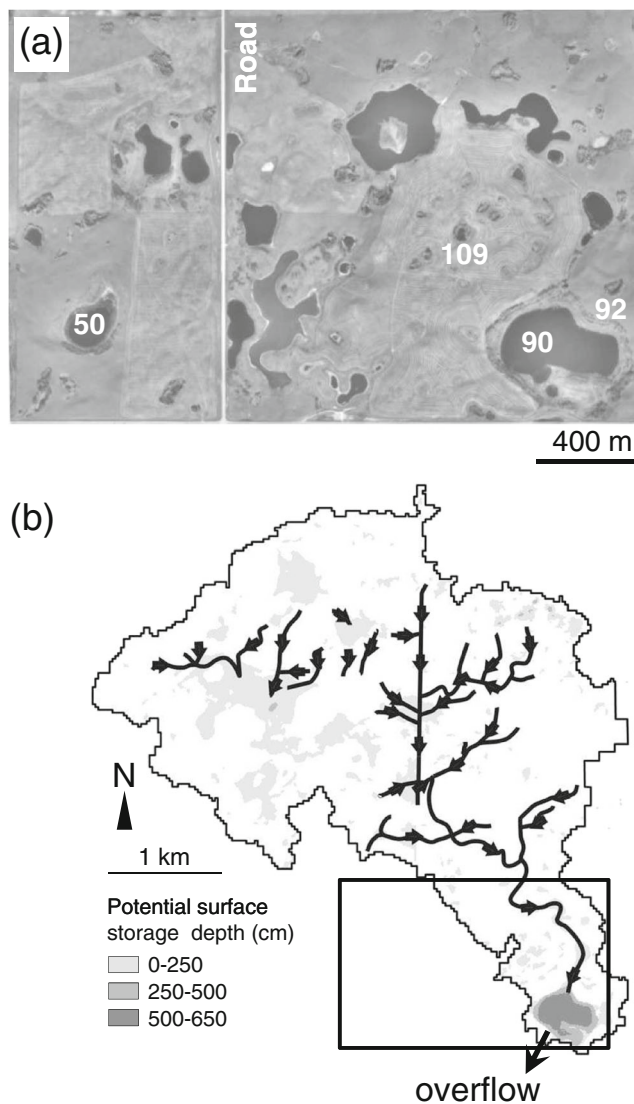 (a)
Road
109
50
92
90
400 m
(b)
N
1 km
Potential surface
storage depth (cm)
0-250
250-500
500-650
overflow